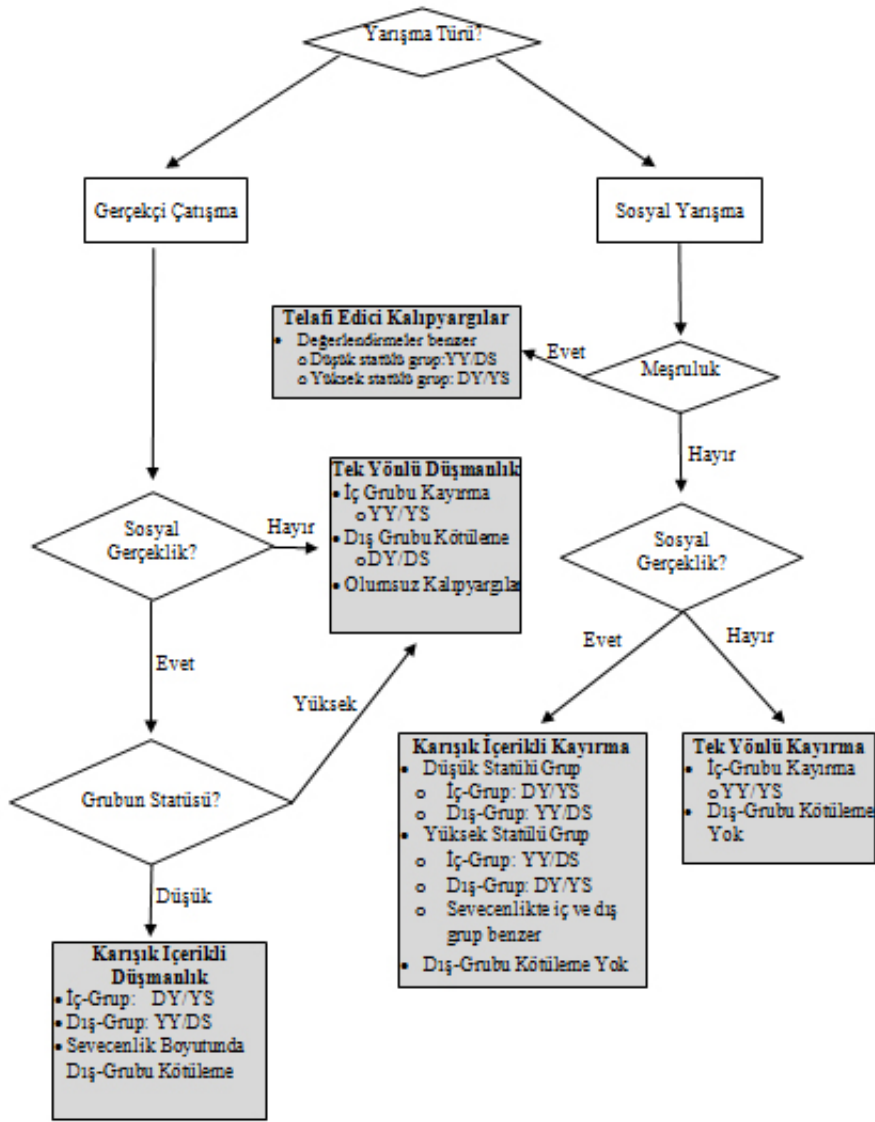 Yarışma Türü?
Gerçekçi Çatışma
Sosyal Yarışma
Telafi Edici Kalıpyargılar
• Değerlendirmeler benzer
o Düşük statülü grup:YY/DS
o Yüksek statülü grup: DY/YS
Evet
Meşruluk
Hayır
Tek Yönlü Düşmanlık
• İç Grubu Kayırma
o YY/YS
• Dış Grubu Kötüleme
o DY/DS
• Olumsuz Kalıpyargılar
Sosyal
Gerçeklik?
Hayır
Sosyal
Gerçeklik?
Evet
Hayır
Evet
Yüksek
Grubun Statüsü?
Düşük
Karışık İçerikli Kayırma
• Düşük Statülü Grup
o İç-Grup: DY/YS
o Dış-Grup: YY/DS
• Yüksek Statülü Grup
o İç-Grup: YY/DS
o Dış-Grup: DY/YS
o Sevecenlikte iç ve dış
grup benzer
• Dış-Grubu Kötüleme Yok
Tek Yönlü Kayırma
• İç-Grubu Kayırma
o YY/YS
• Dış-Grubu Kötüleme
Yok
Karışık İçerikli
Düşmanlık
• İç-Grup: DY/YS
• Dış-Grup: YY/DS
• Sevecenlik Boyutunda
Dış-Grubu Kötüleme